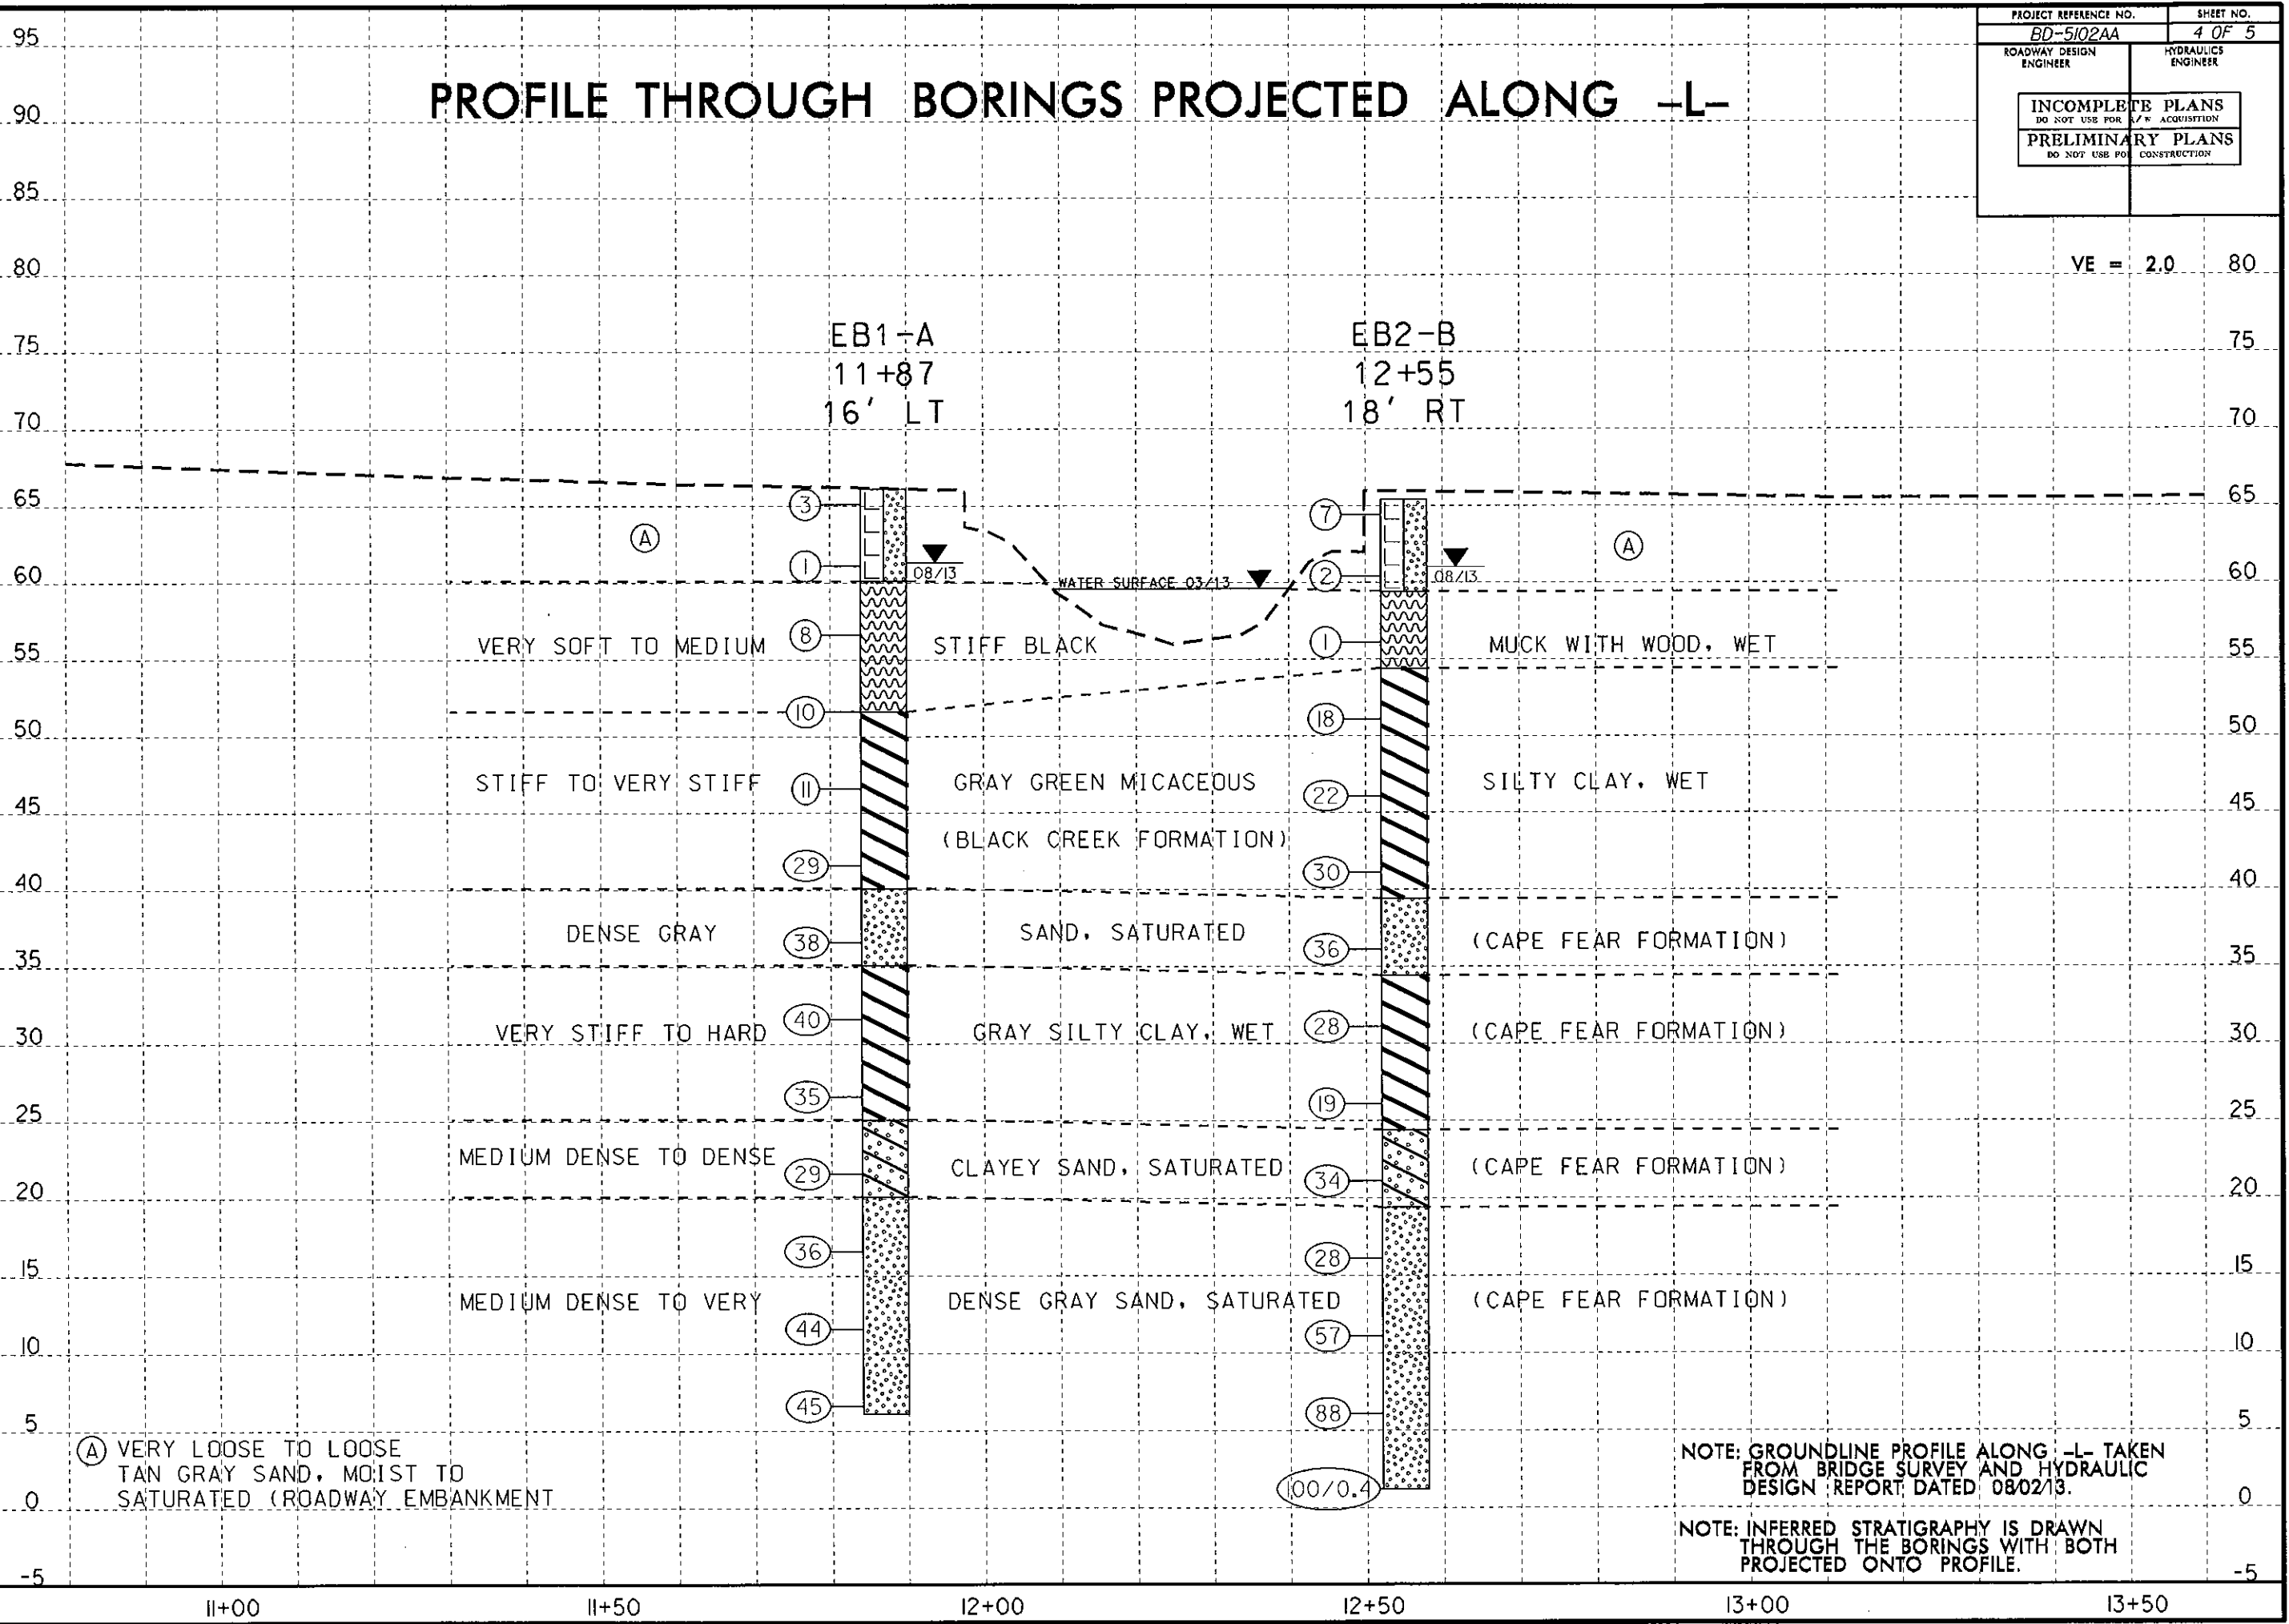 PROJECT REFERENCE NO.
SHEET NO.
BD-5102AA
4 OF 5
ROADWAY DESIGN
ENGINEER
HYDRAULICS
ENGINEER
INCOMPLETE PLANS
DO NOT USE FOR R/W ACQUISITION
PRELIMINARY PLANS
DO NOT USE FOR CONSTRUCTION
PROFILE THROUGH BORINGS PROJECTED ALONG -L-
VE = 2.0
95
90
85
80
75
70
65
60
55
50
45
40
35
30
25
20
15
10
5
0
-5
80
75
70
65
60
55
50
45
40
35
30
25
20
15
10
5
0
-5
EB1-A
11+87
16' LT
EB2-B
12+55
18' RT
3
1
8
10
11
29
38
40
35
29
36
44
45
7
2
1
18
22
30
36
28
19
34
28
57
88
100/0.4
A
A
08/13
WATER SURFACE 03/13
08/13
VERY SOFT TO MEDIUM
STIFF BLACK
MUCK WITH WOOD, WET
STIFF TO VERY STIFF
GRAY GREEN MICACEOUS
SILTY CLAY, WET
(BLACK CREEK FORMATION)
DENSE GRAY
SAND, SATURATED
(CAPE FEAR FORMATION)
VERY STIFF TO HARD
GRAY SILTY CLAY, WET
(CAPE FEAR FORMATION)
MEDIUM DENSE TO DENSE
CLAYEY SAND, SATURATED
(CAPE FEAR FORMATION)
MEDIUM DENSE TO VERY
DENSE GRAY SAND, SATURATED
(CAPE FEAR FORMATION)
A VERY LOOSE TO LOOSE
TAN GRAY SAND, MOIST TO
SATURATED (ROADWAY EMBANKMENT
NOTE: GROUNDLINE PROFILE ALONG -L- TAKEN
FROM BRIDGE SURVEY AND HYDRAULIC
DESIGN REPORT DATED 08/02/13.
NOTE: INFERRED STRATIGRAPHY IS DRAWN
THROUGH THE BORINGS WITH BOTH
PROJECTED ONTO PROFILE.
11+00
11+50
12+00
12+50
13+00
13+50